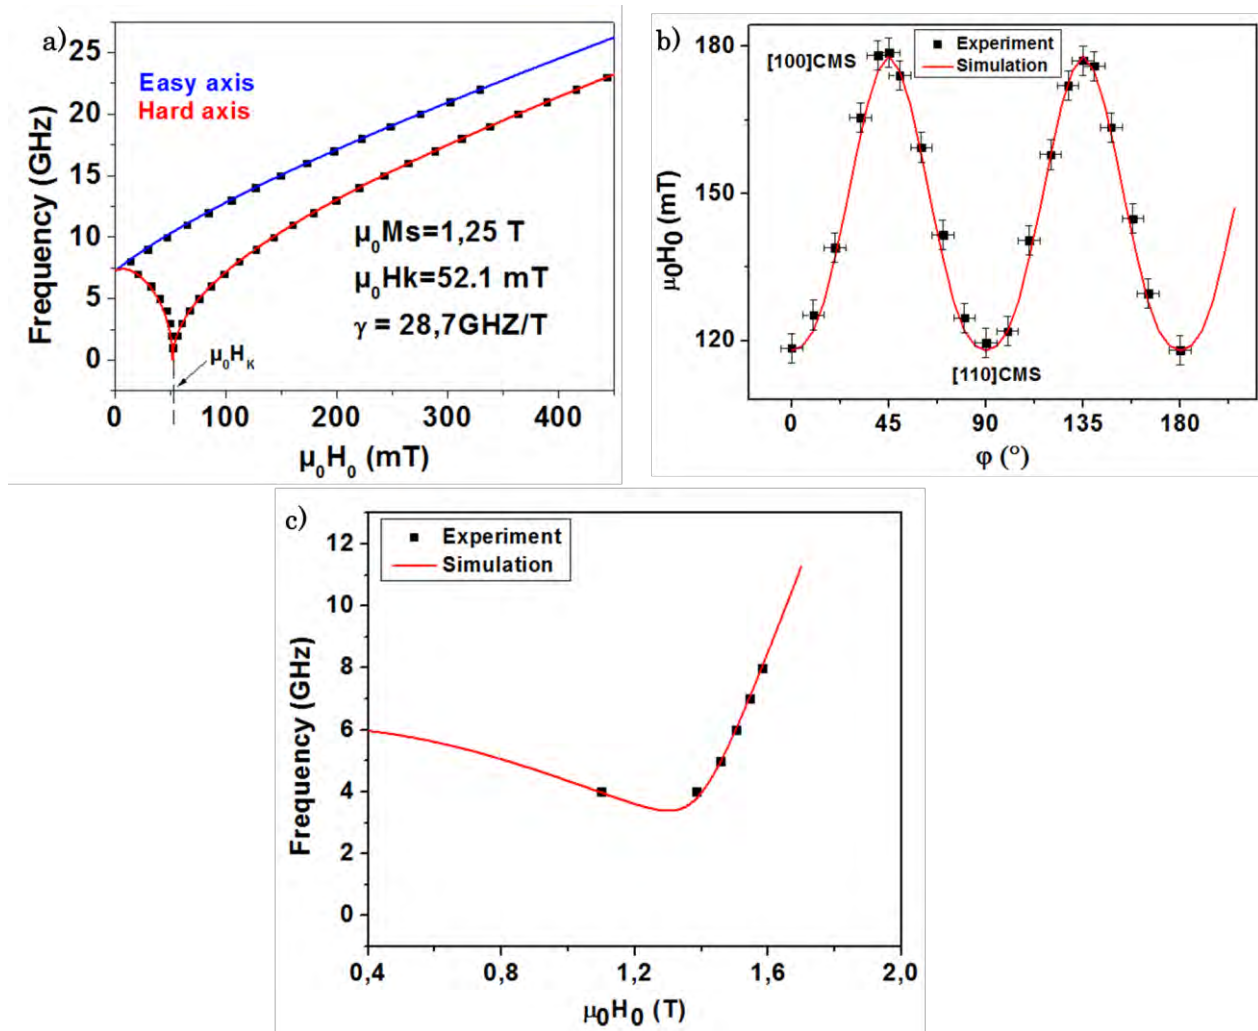 a)
Easy axis
Hard axis
μ₀Ms=1,25 T
μ₀Hk=52.1 mT
γ = 28,7GHZ/T
μ₀H_K
Frequency (GHz)
25
20
15
10
5
0
0 100 200 300 400
μ₀H₀ (mT)
b)
Experiment
Simulation
[100]CMS
[110]CMS
μ₀H₀ (mT)
180
150
120
0 45 90 135 180
φ (°)
c)
Experiment
Simulation
Frequency (GHz)
12
10
8
6
4
2
0
0,4 0,8 1,2 1,6 2,0
μ₀H₀ (T)